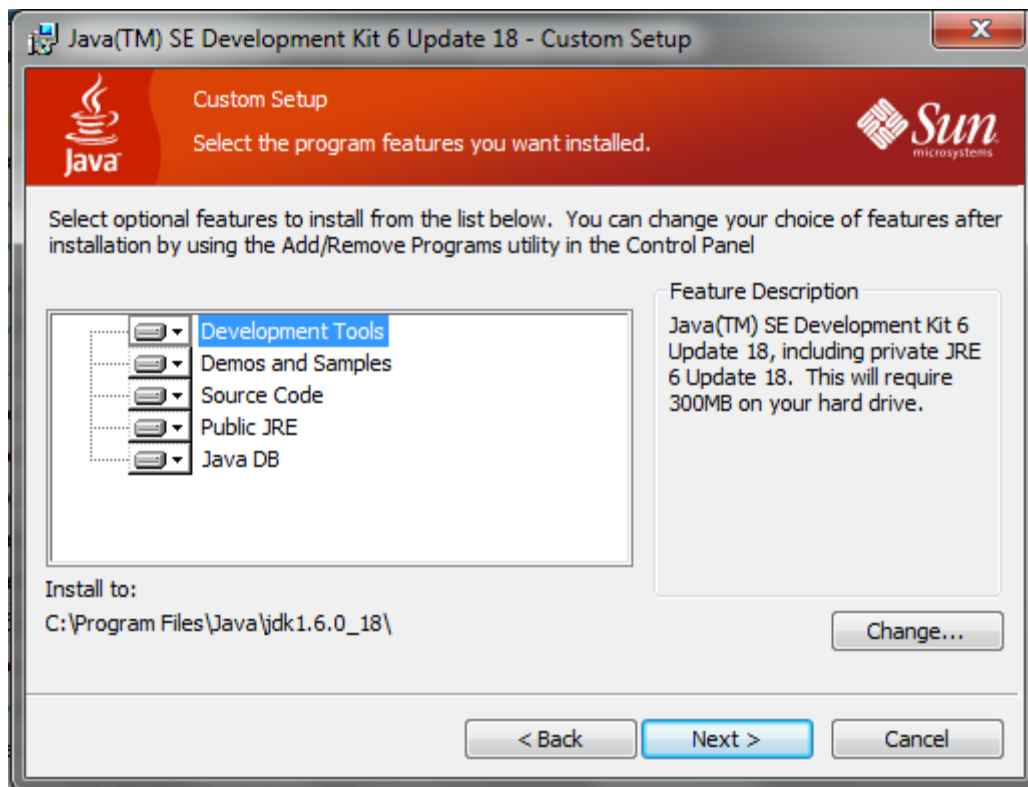 Java(TM) SE Development Kit 6 Update 18 - Custom Setup
Java
Custom Setup
Select the program features you want installed.
Sun
microsystems
Select optional features to install from the list below.  You can change your choice of features after
installation by using the Add/Remove Programs utility in the Control Panel
Development Tools
Demos and Samples
Source Code
Public JRE
Java DB
Feature Description
Java(TM) SE Development Kit 6
Update 18, including private JRE
6 Update 18.  This will require
300MB on your hard drive.
Install to:
C:\Program Files\Java\jdk1.6.0_18\
Change...
< Back
Next >
Cancel